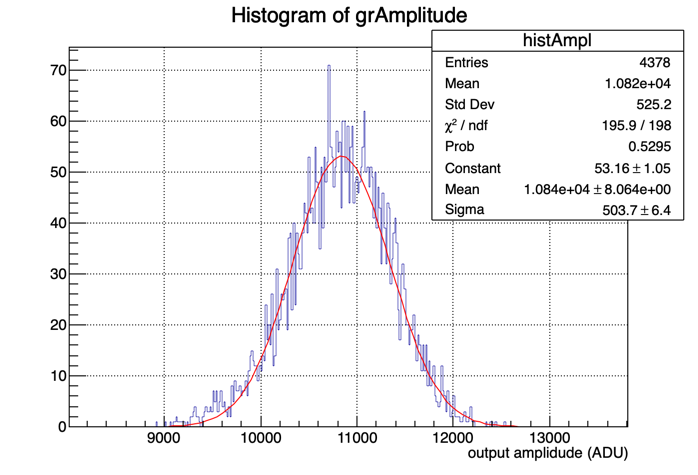 Histogram of grAmplitude
histAmpl
Entries 4378
Mean 1.082e+04
Std Dev 525.2
χ² / ndf 195.9 / 198
Prob 0.5295
Constant 53.16 ± 1.05
Mean 1.084e+04 ± 8.064e+00
Sigma 503.7 ± 6.4
70
60
50
40
30
20
10
0
9000 10000 11000 12000 13000
output amplidude (ADU)